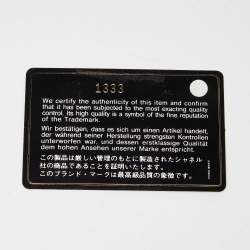 1333
We certify the authenticity of this item and confirm
that it has been subjected to the most exacting quality
control. Its high quality is a symbol of the fine reputation
of the Trademark.
Wir bestätigen, dass es sich um einen Artikel handelt,
der während seiner Herstellung strengsten Kontrollen
unterworfen war, und dessen erstklassige Qualität
dem hohen Ansehen unserer Marke entspricht.
この製品は厳しい管理のもとに製造されたシャネル
社の商品であることを証明いたします。
このブランド・マークは最高級品質の象徴です。